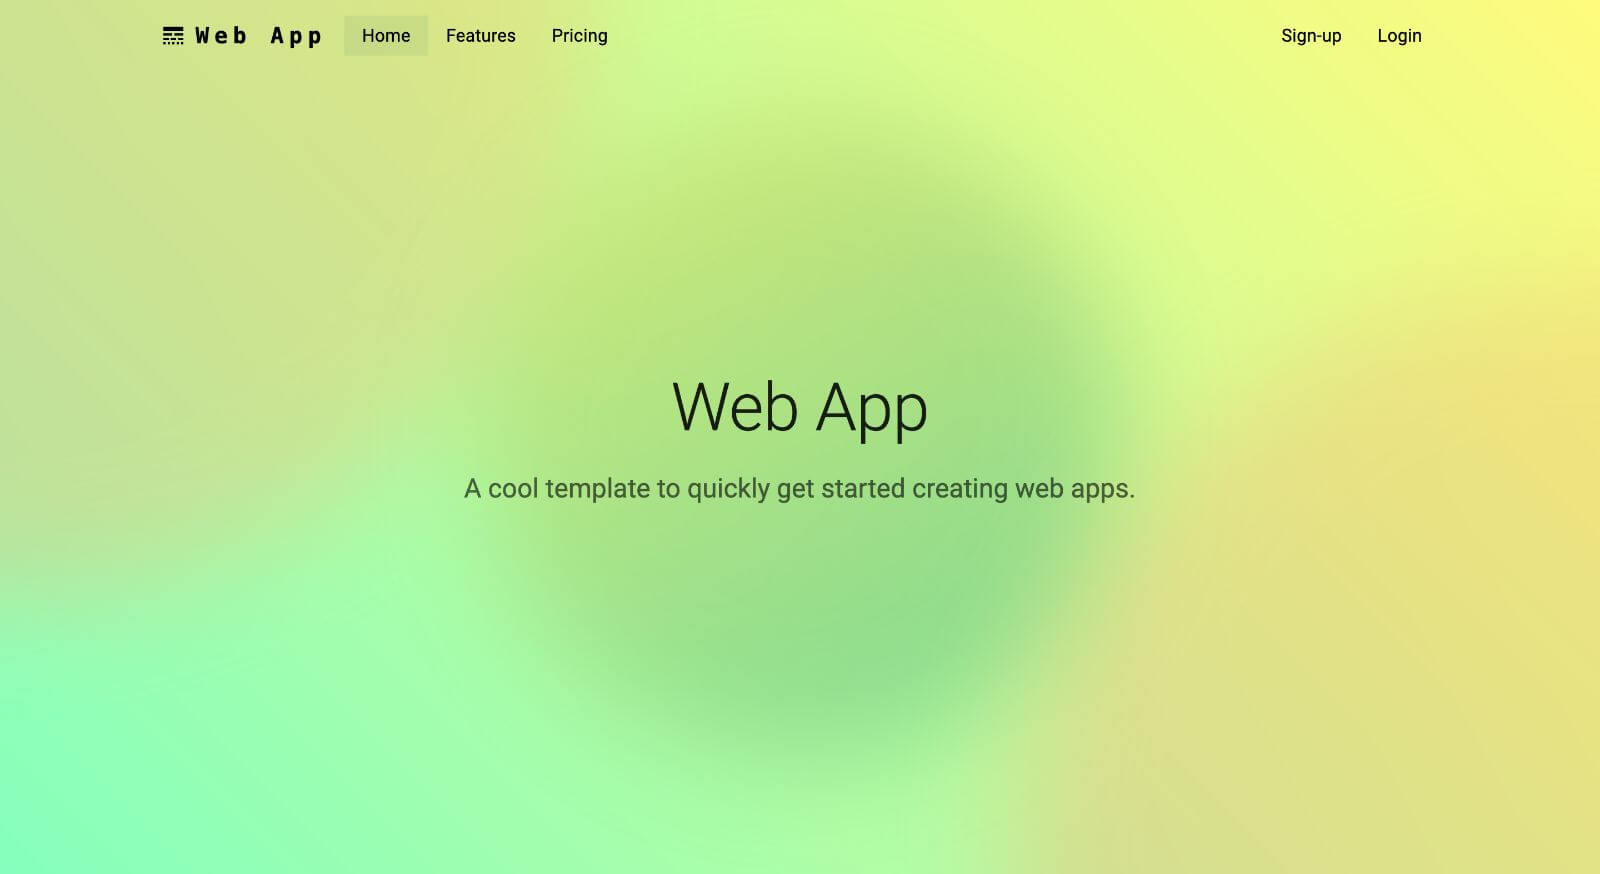 Web App Home Features Pricing Sign-up Login
Web App
A cool template to quickly get started creating web apps.